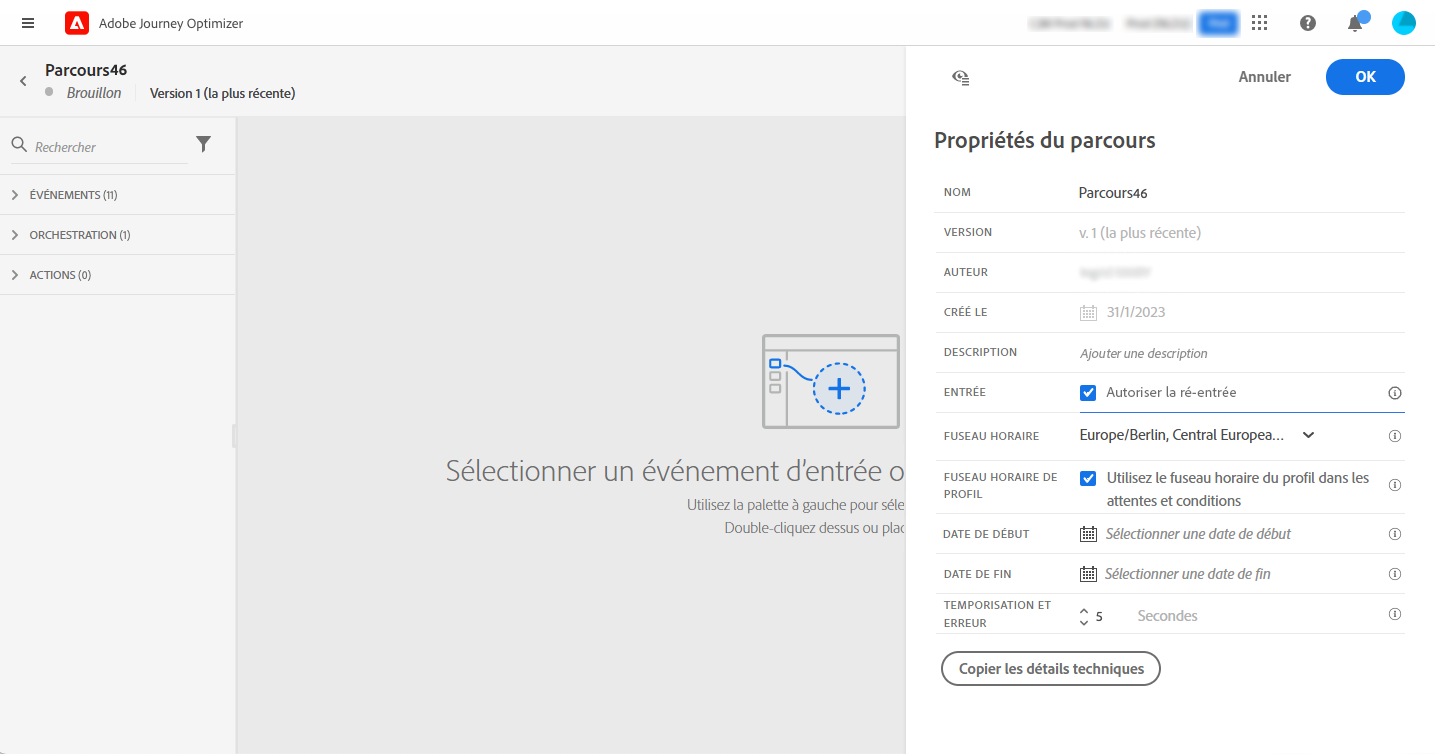 Adobe Journey Optimizer
Parcours46
Brouillon
Version 1 (la plus récente)
Annuler
OK
Rechercher
ÉVÉNEMENTS (11)
ORCHESTRATION (1)
ACTIONS (0)
Sélectionner un événement d'entrée o
Utilisez la palette à gauche pour séle
Double-cliquez dessus ou plac
Propriétés du parcours
NOM
Parcours46
VERSION
v. 1 (la plus récente)
AUTEUR
CRÉÉ LE
31/1/2023
DESCRIPTION
Ajouter une description
ENTRÉE
Autoriser la ré-entrée
FUSEAU HORAIRE
Europe/Berlin, Central Europea...
FUSEAU HORAIRE DE
PROFIL
Utilisez le fuseau horaire du profil dans les
attentes et conditions
DATE DE DÉBUT
Sélectionner une date de début
DATE DE FIN
Sélectionner une date de fin
TEMPORISATION ET
ERREUR
5
Secondes
Copier les détails techniques